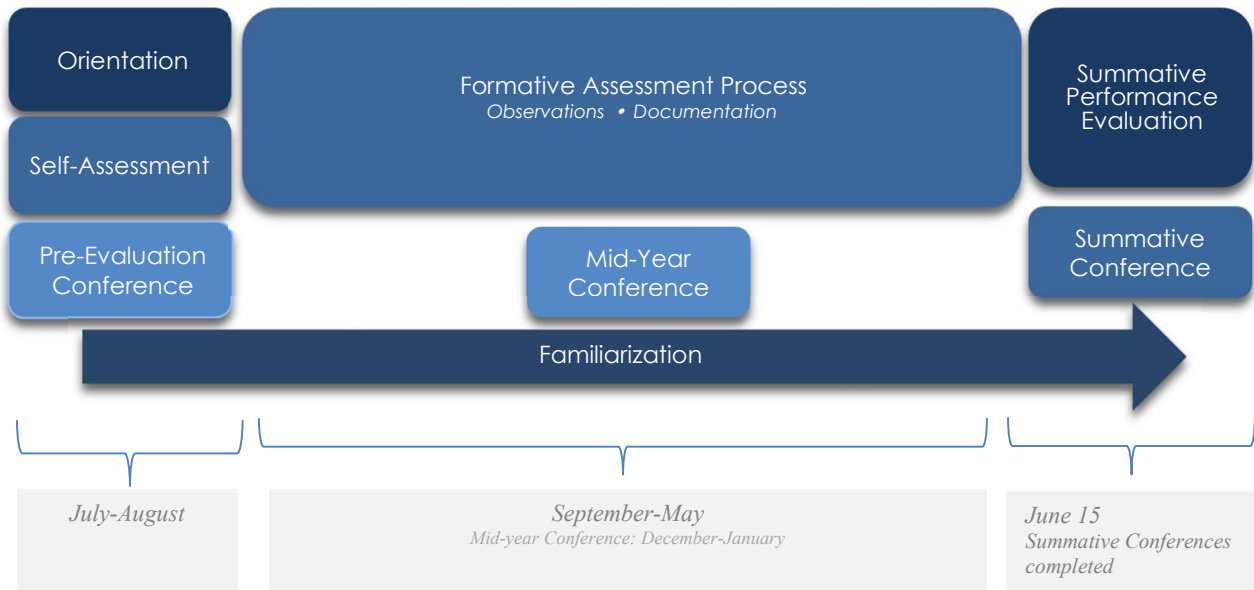 Orientation
Self-Assessment
Pre-Evaluation
Conference
Formative Assessment Process
Observations • Documentation
Mid-Year
Conference
Summative
Performance
Evaluation
Summative
Conference
Familiarization
July-August
September-May
Mid-year Conference: December-January
June 15
Summative Conferences
completed